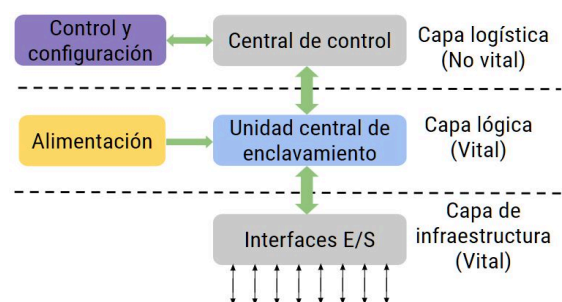 Control y
configuración
Central de control
Capa logística
(No vital)
Alimentación
Unidad central de
enclavamiento
Capa lógica
(Vital)
Interfaces E/S
Capa de
infraestructura
(Vital)